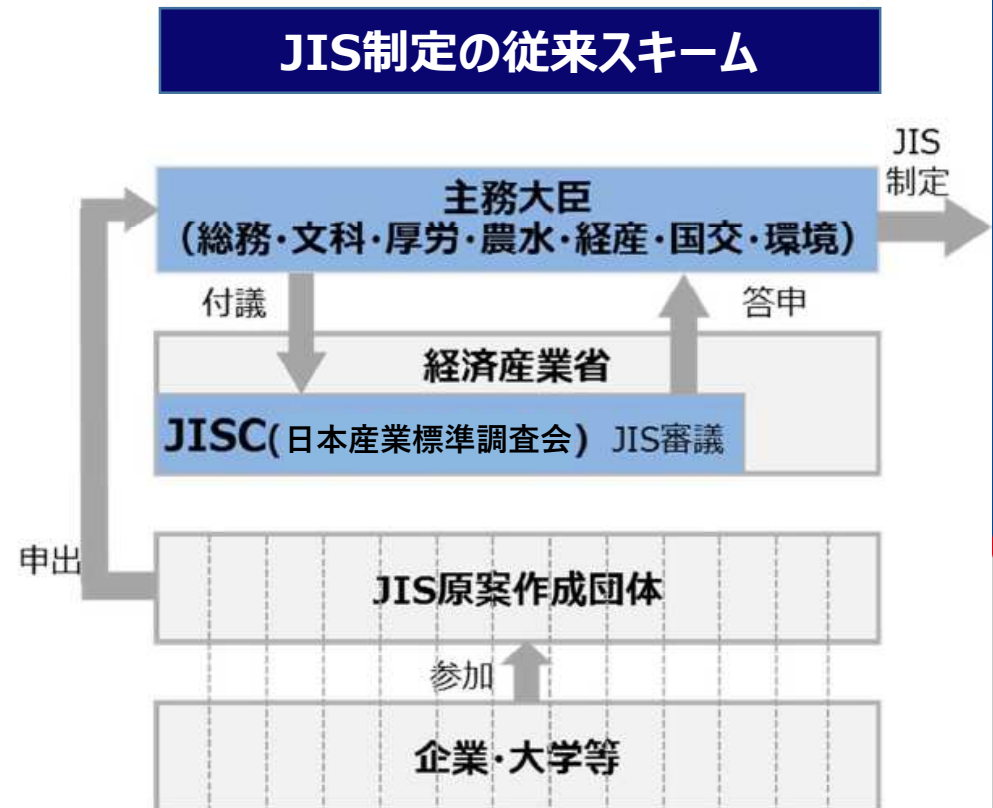 JIS制定の従来スキーム
JIS
制定
主務大臣
（総務・文科・厚労・農水・経産・国交・環境）
付議
答申
経済産業省
JISC(日本産業標準調査会) JIS審議
申出
JIS原案作成団体
参加
企業・大学等